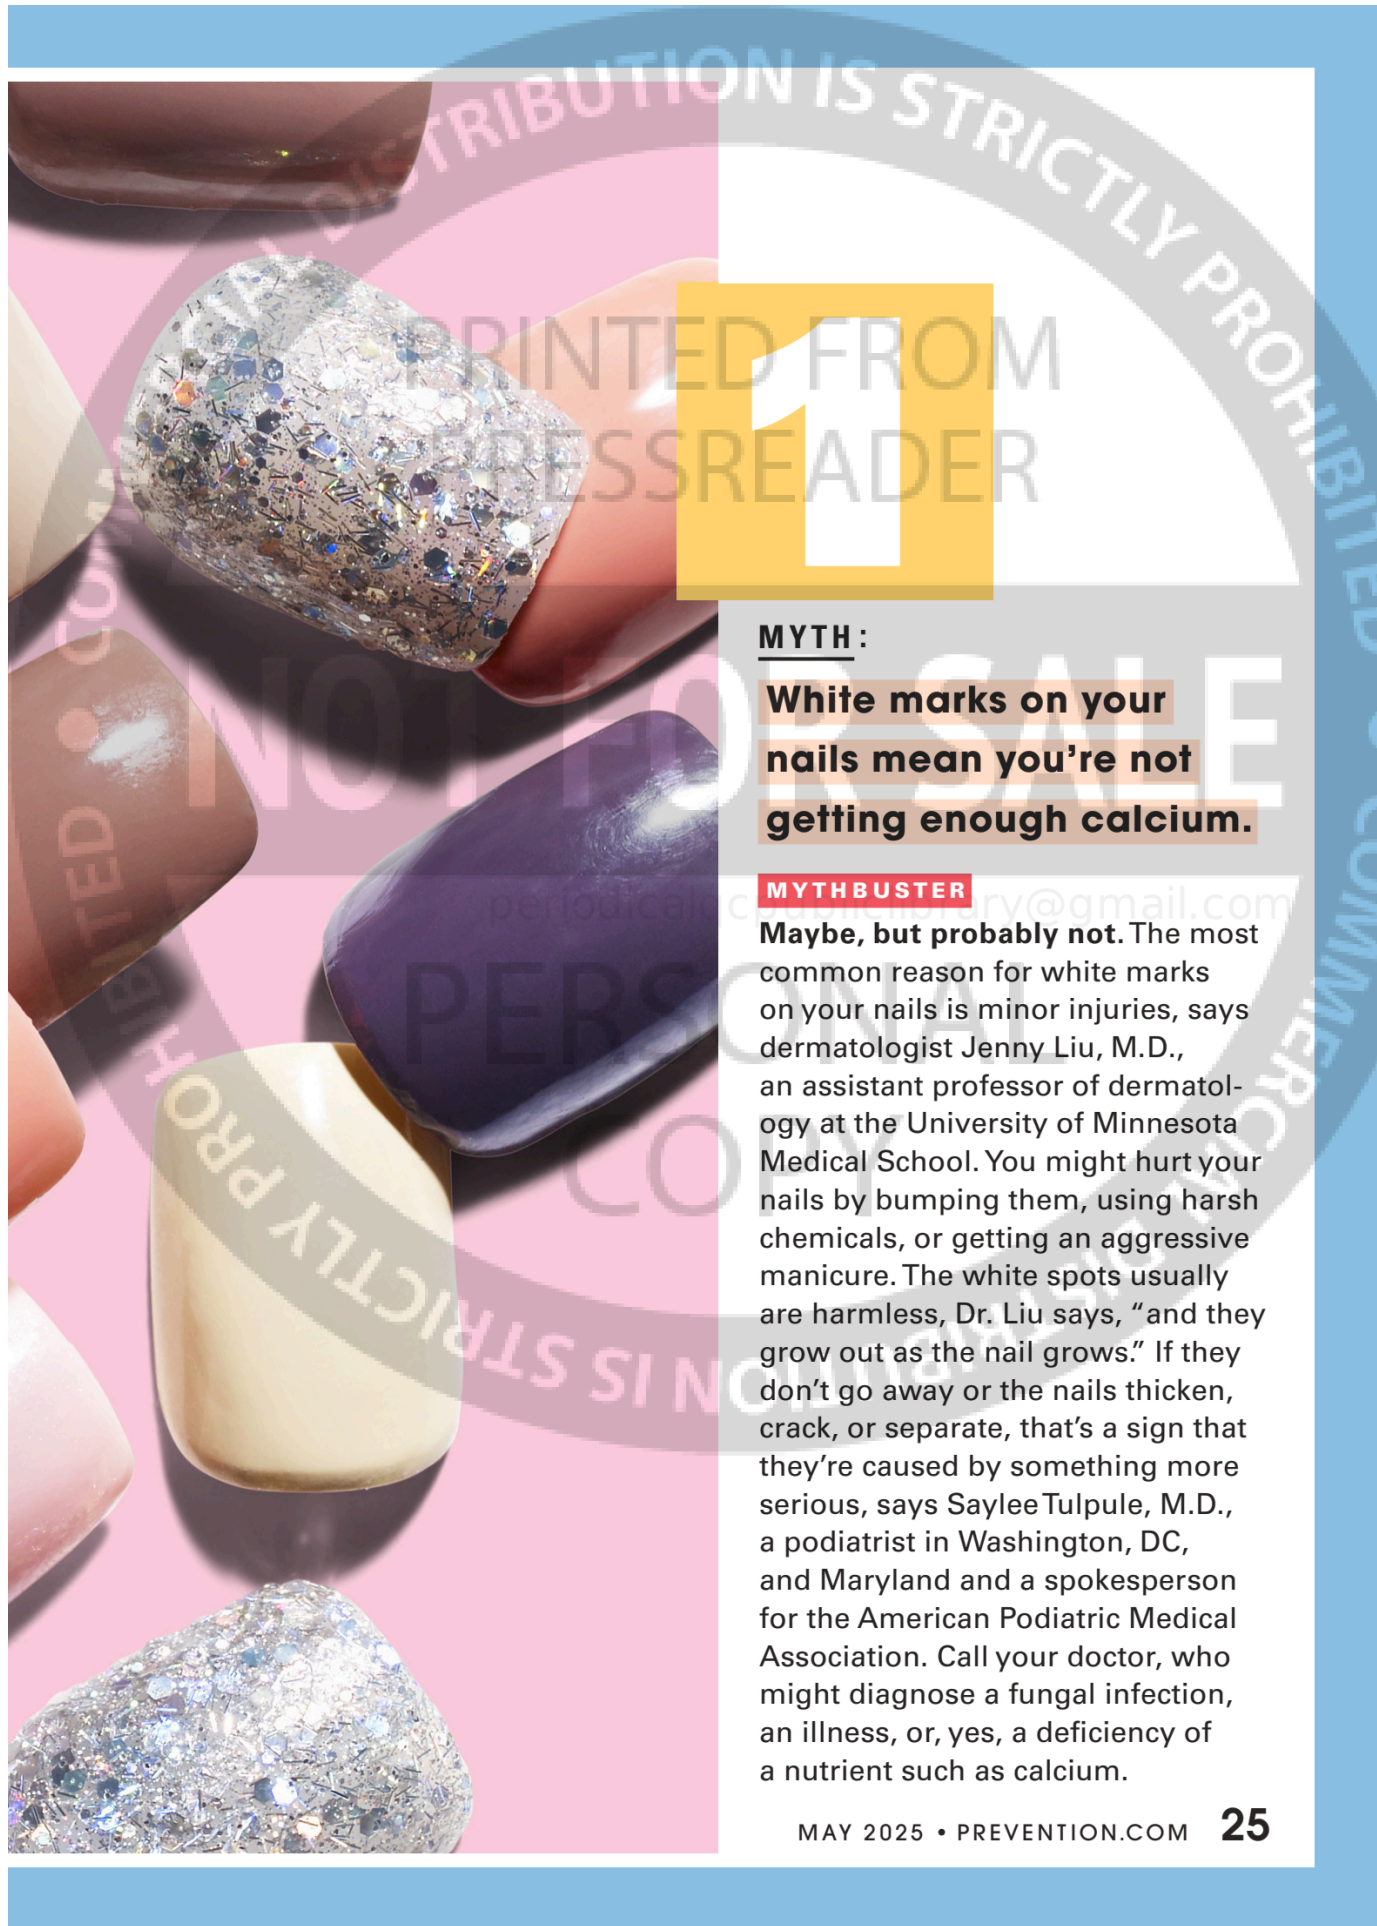 COMMERCIAL DISTRIBUTION IS STRICTLY PROHIBITED • COMMERCIAL DISTRIBUTION IS STRICTLY PROHIBITED •
PRINTED FROM
PRESSREADER
NOT FOR SALE
PERSONAL
COPY
1
MYTH:
White marks on your
nails mean you’re not
getting enough calcium.
MYTHBUSTER
Maybe, but probably not. The most
common reason for white marks
on your nails is minor injuries, says
dermatologist Jenny Liu, M.D.,
an assistant professor of dermatol-
ogy at the University of Minnesota
Medical School. You might hurt your
nails by bumping them, using harsh
chemicals, or getting an aggressive
manicure. The white spots usually
are harmless, Dr. Liu says, “and they
grow out as the nail grows.” If they
don’t go away or the nails thicken,
crack, or separate, that’s a sign that
they’re caused by something more
serious, says Saylee Tulpule, M.D.,
a podiatrist in Washington, DC,
and Maryland and a spokesperson
for the American Podiatric Medical
Association. Call your doctor, who
might diagnose a fungal infection,
an illness, or, yes, a deficiency of
a nutrient such as calcium.
MAY 2025 • PREVENTION.COM 25